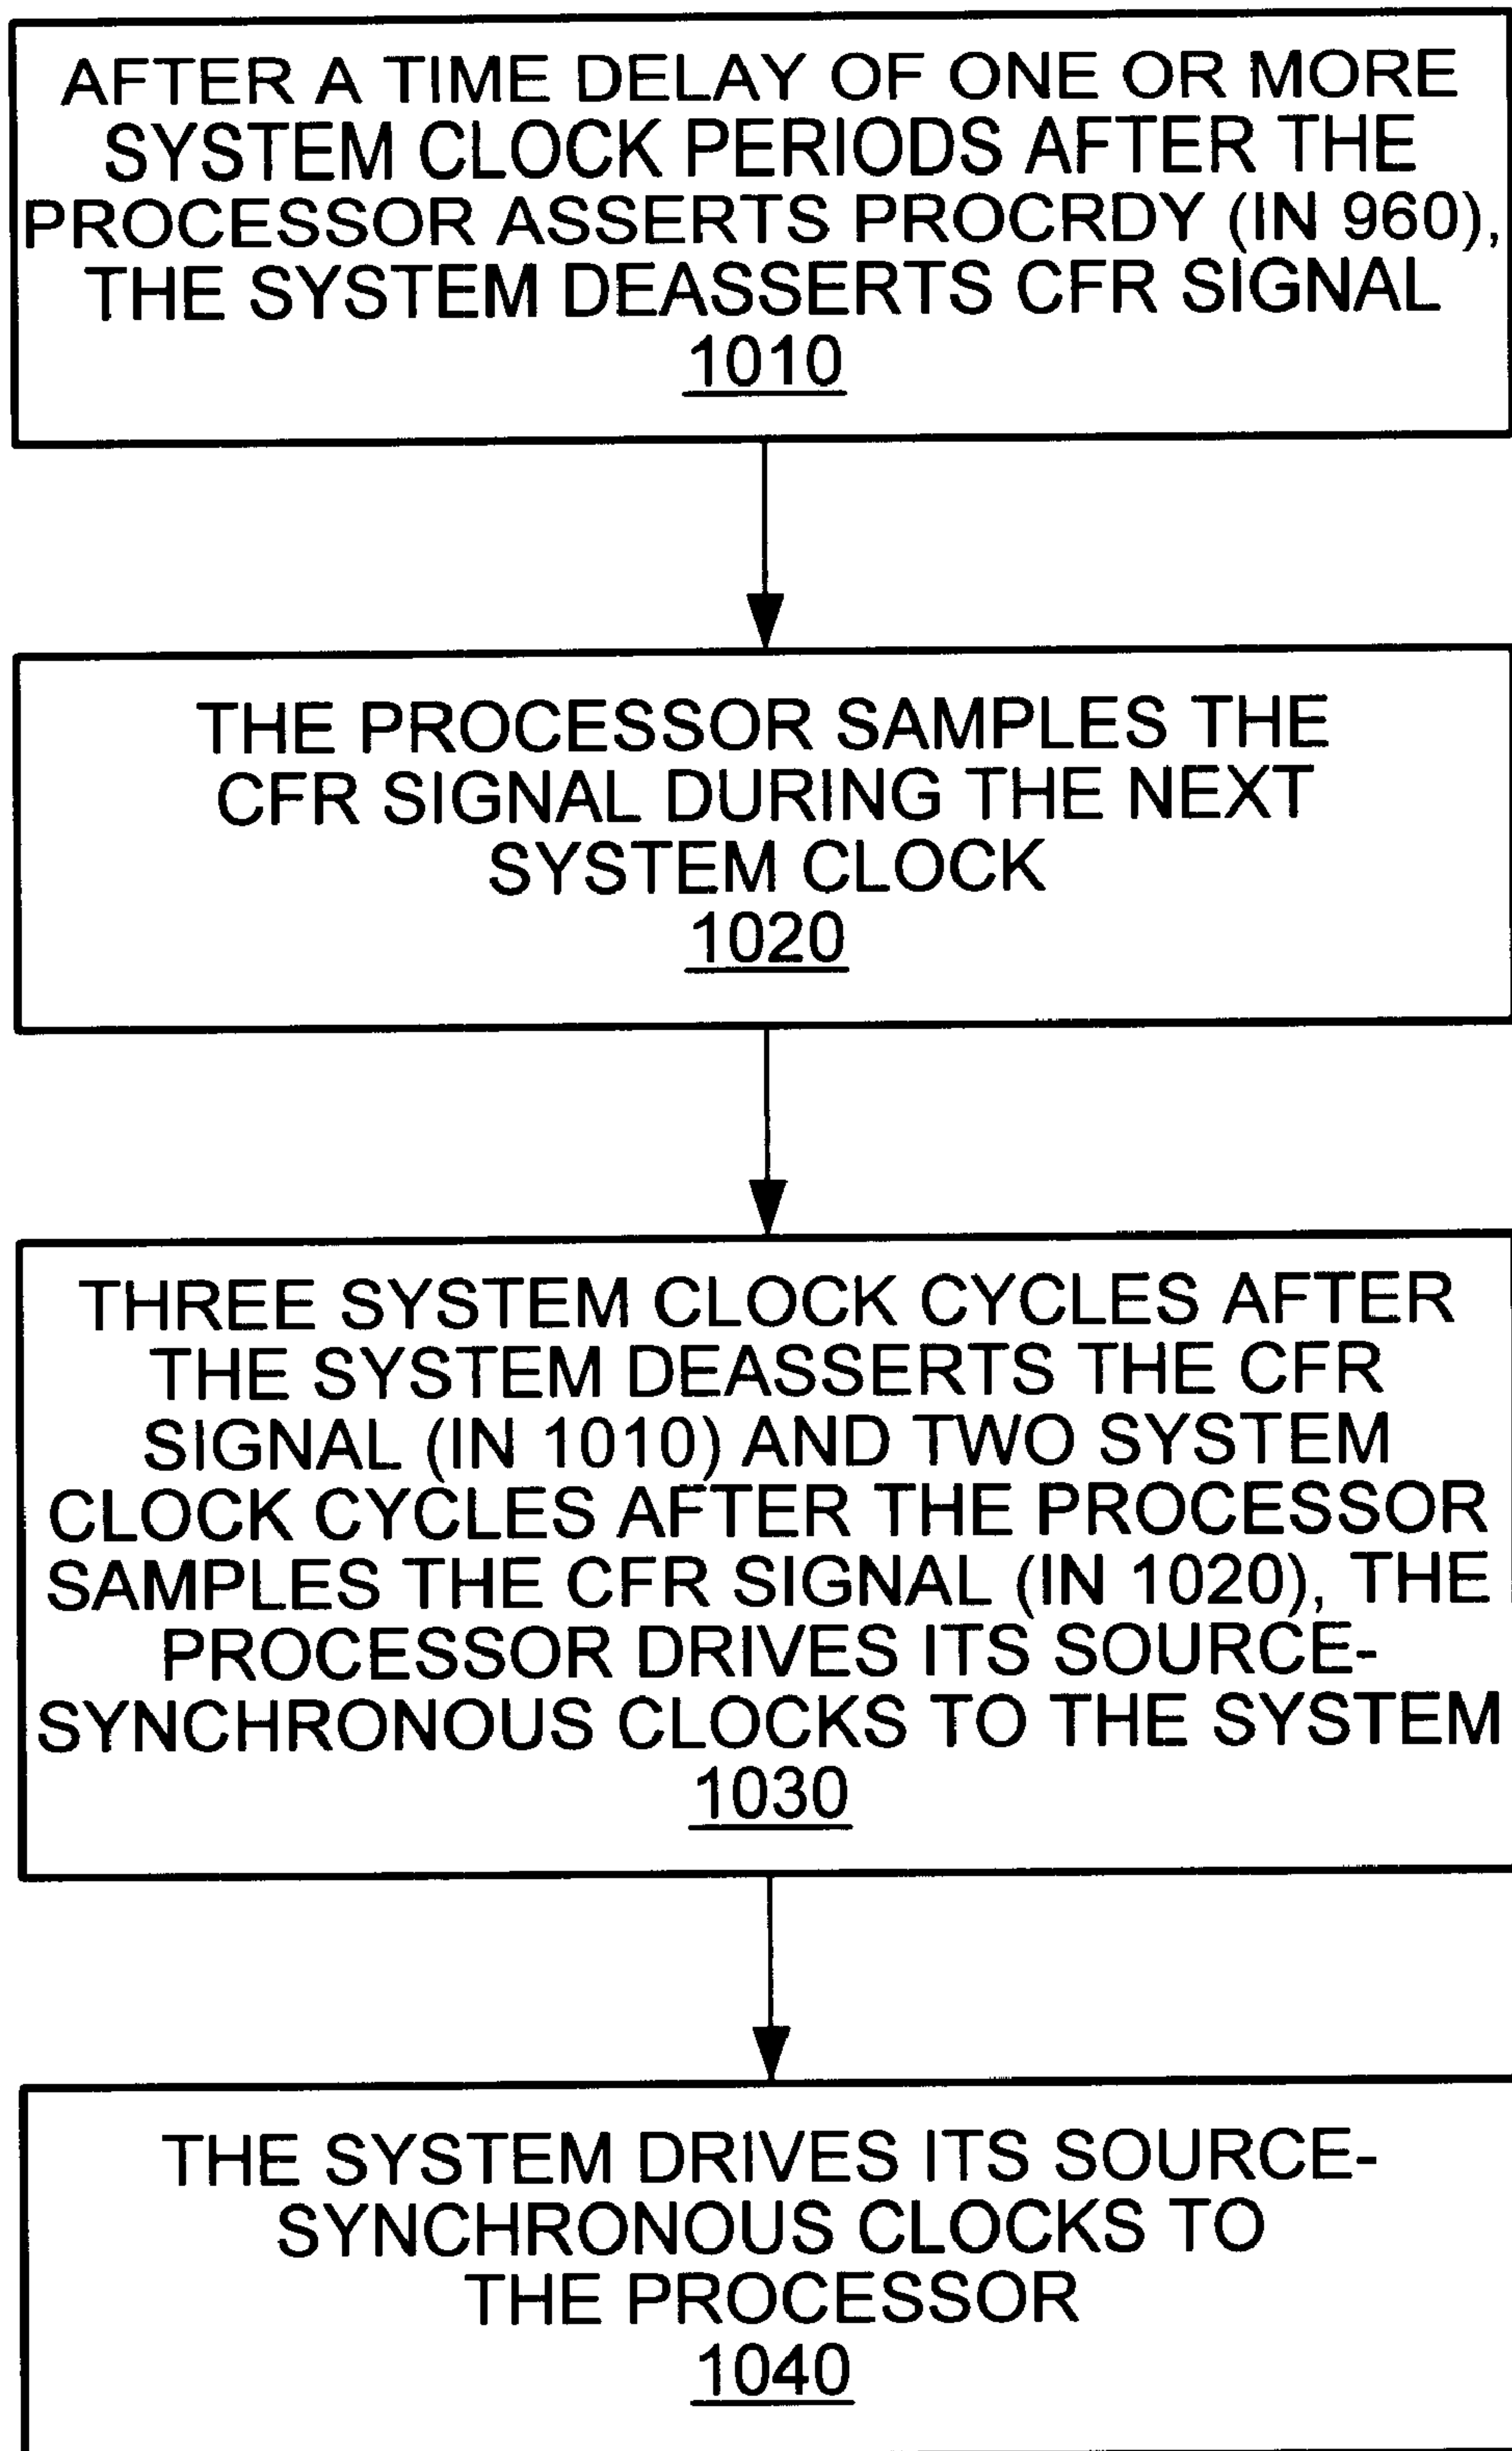 AFTER A TIME DELAY OF ONE OR MORE
SYSTEM CLOCK PERIODS AFTER THE
PROCESSOR ASSERTS PROCRDY (IN 960),
THE SYSTEM DEASSERTS CFR SIGNAL
1010
THE PROCESSOR SAMPLES THE
CFR SIGNAL DURING THE NEXT
SYSTEM CLOCK
1020
THREE SYSTEM CLOCK CYCLES AFTER
THE SYSTEM DEASSERTS THE CFR
SIGNAL (IN 1010) AND TWO SYSTEM
CLOCK CYCLES AFTER THE PROCESSOR
SAMPLES THE CFR SIGNAL (IN 1020), THE
PROCESSOR DRIVES ITS SOURCE-
SYNCHRONOUS CLOCKS TO THE SYSTEM
1030
THE SYSTEM DRIVES ITS SOURCE-
SYNCHRONOUS CLOCKS TO
THE PROCESSOR
1040